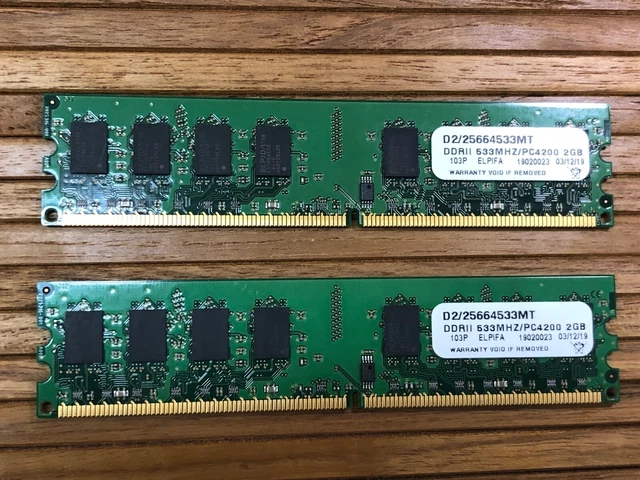 D2/25664533MT
DDRII 533MHZ/PC4200 2GB
103P ELPIFA 19020023 03/12/19
WARRANTY VOID IF REMOVED
D2/25664533MT
DDRII 533MHZ/PC4200 2GB
103P ELPIFA 19020023 03/12/19
WARRANTY VOID IF REMOVED